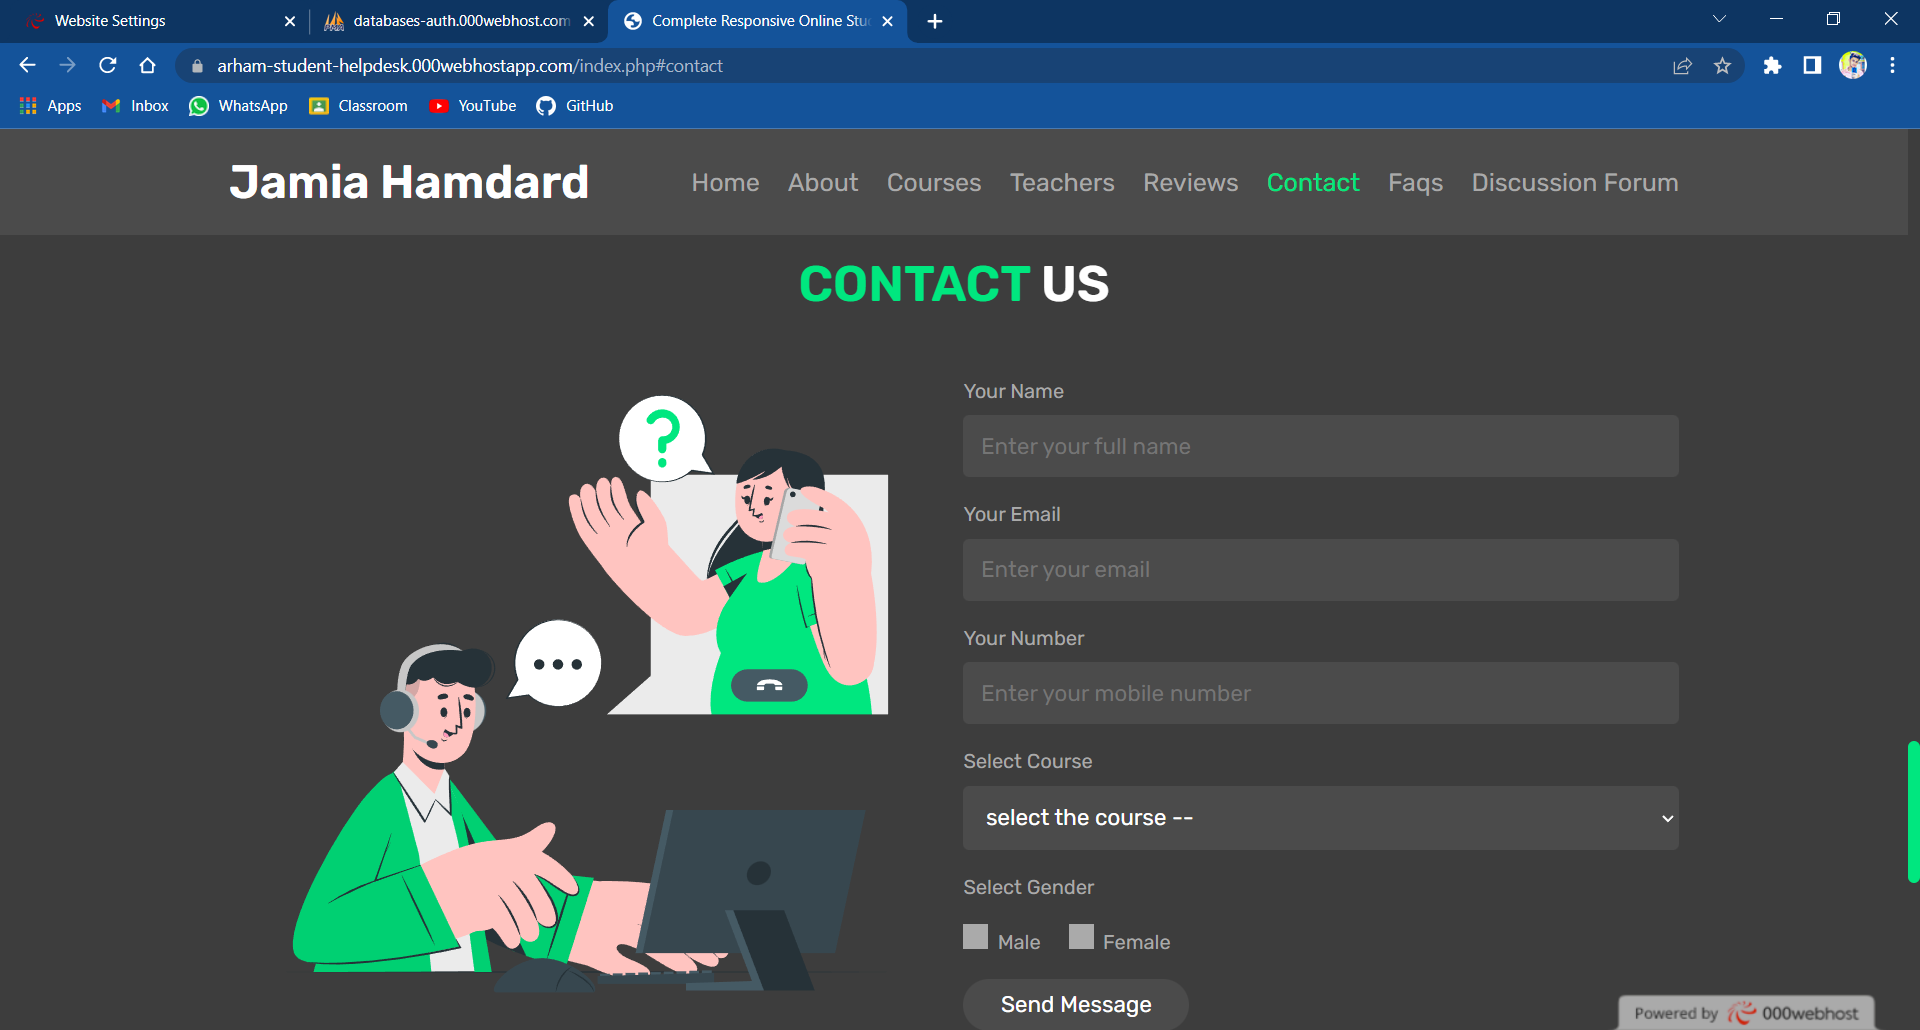 Website Settings
databases-auth.000webhost.com
Complete Responsive Online Stu
arham-student-helpdesk.000webhostapp.com/index.php#contact
Apps Inbox WhatsApp Classroom YouTube GitHub
Jamia Hamdard
Home About Courses Teachers Reviews Contact Faqs Discussion Forum
CONTACT US
?
Your Name
Enter your full name
Your Email
Enter your email
Your Number
Enter your mobile number
Select Course
select the course --
Select Gender
Male Female
Send Message
Powered by 000webhost